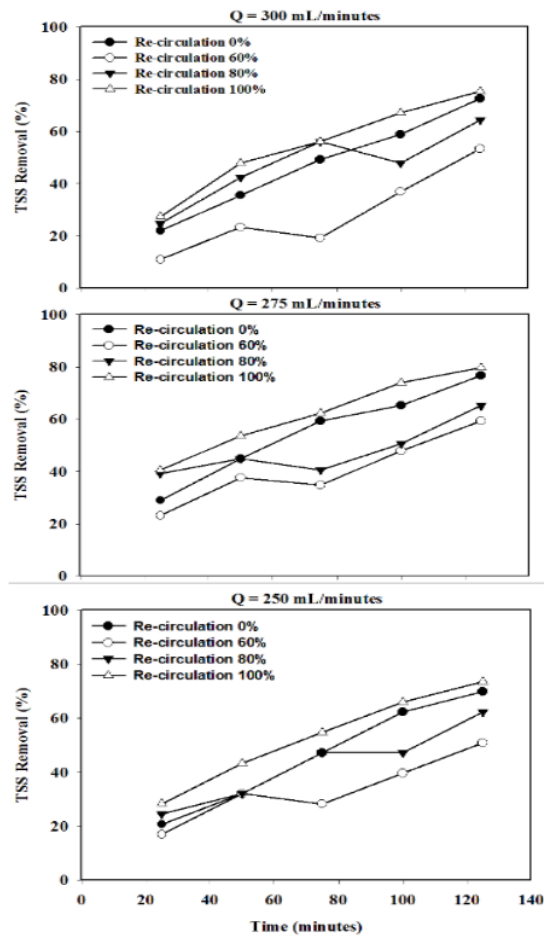 Q = 300 mL/minutes
100
80
60
40
20
0
TSS Removal (%)
Re-circulation 0%
Re-circulation 60%
Re-circulation 80%
Re-circulation 100%
Q = 275 mL/minutes
100
80
60
40
20
0
TSS Removal (%)
Re-circulation 0%
Re-circulation 60%
Re-circulation 80%
Re-circulation 100%
Q = 250 mL/minutes
100
80
60
40
20
0
TSS Removal (%)
Re-circulation 0%
Re-circulation 60%
Re-circulation 80%
Re-circulation 100%
0 20 40 60 80 100 120 140
Time (minutes)